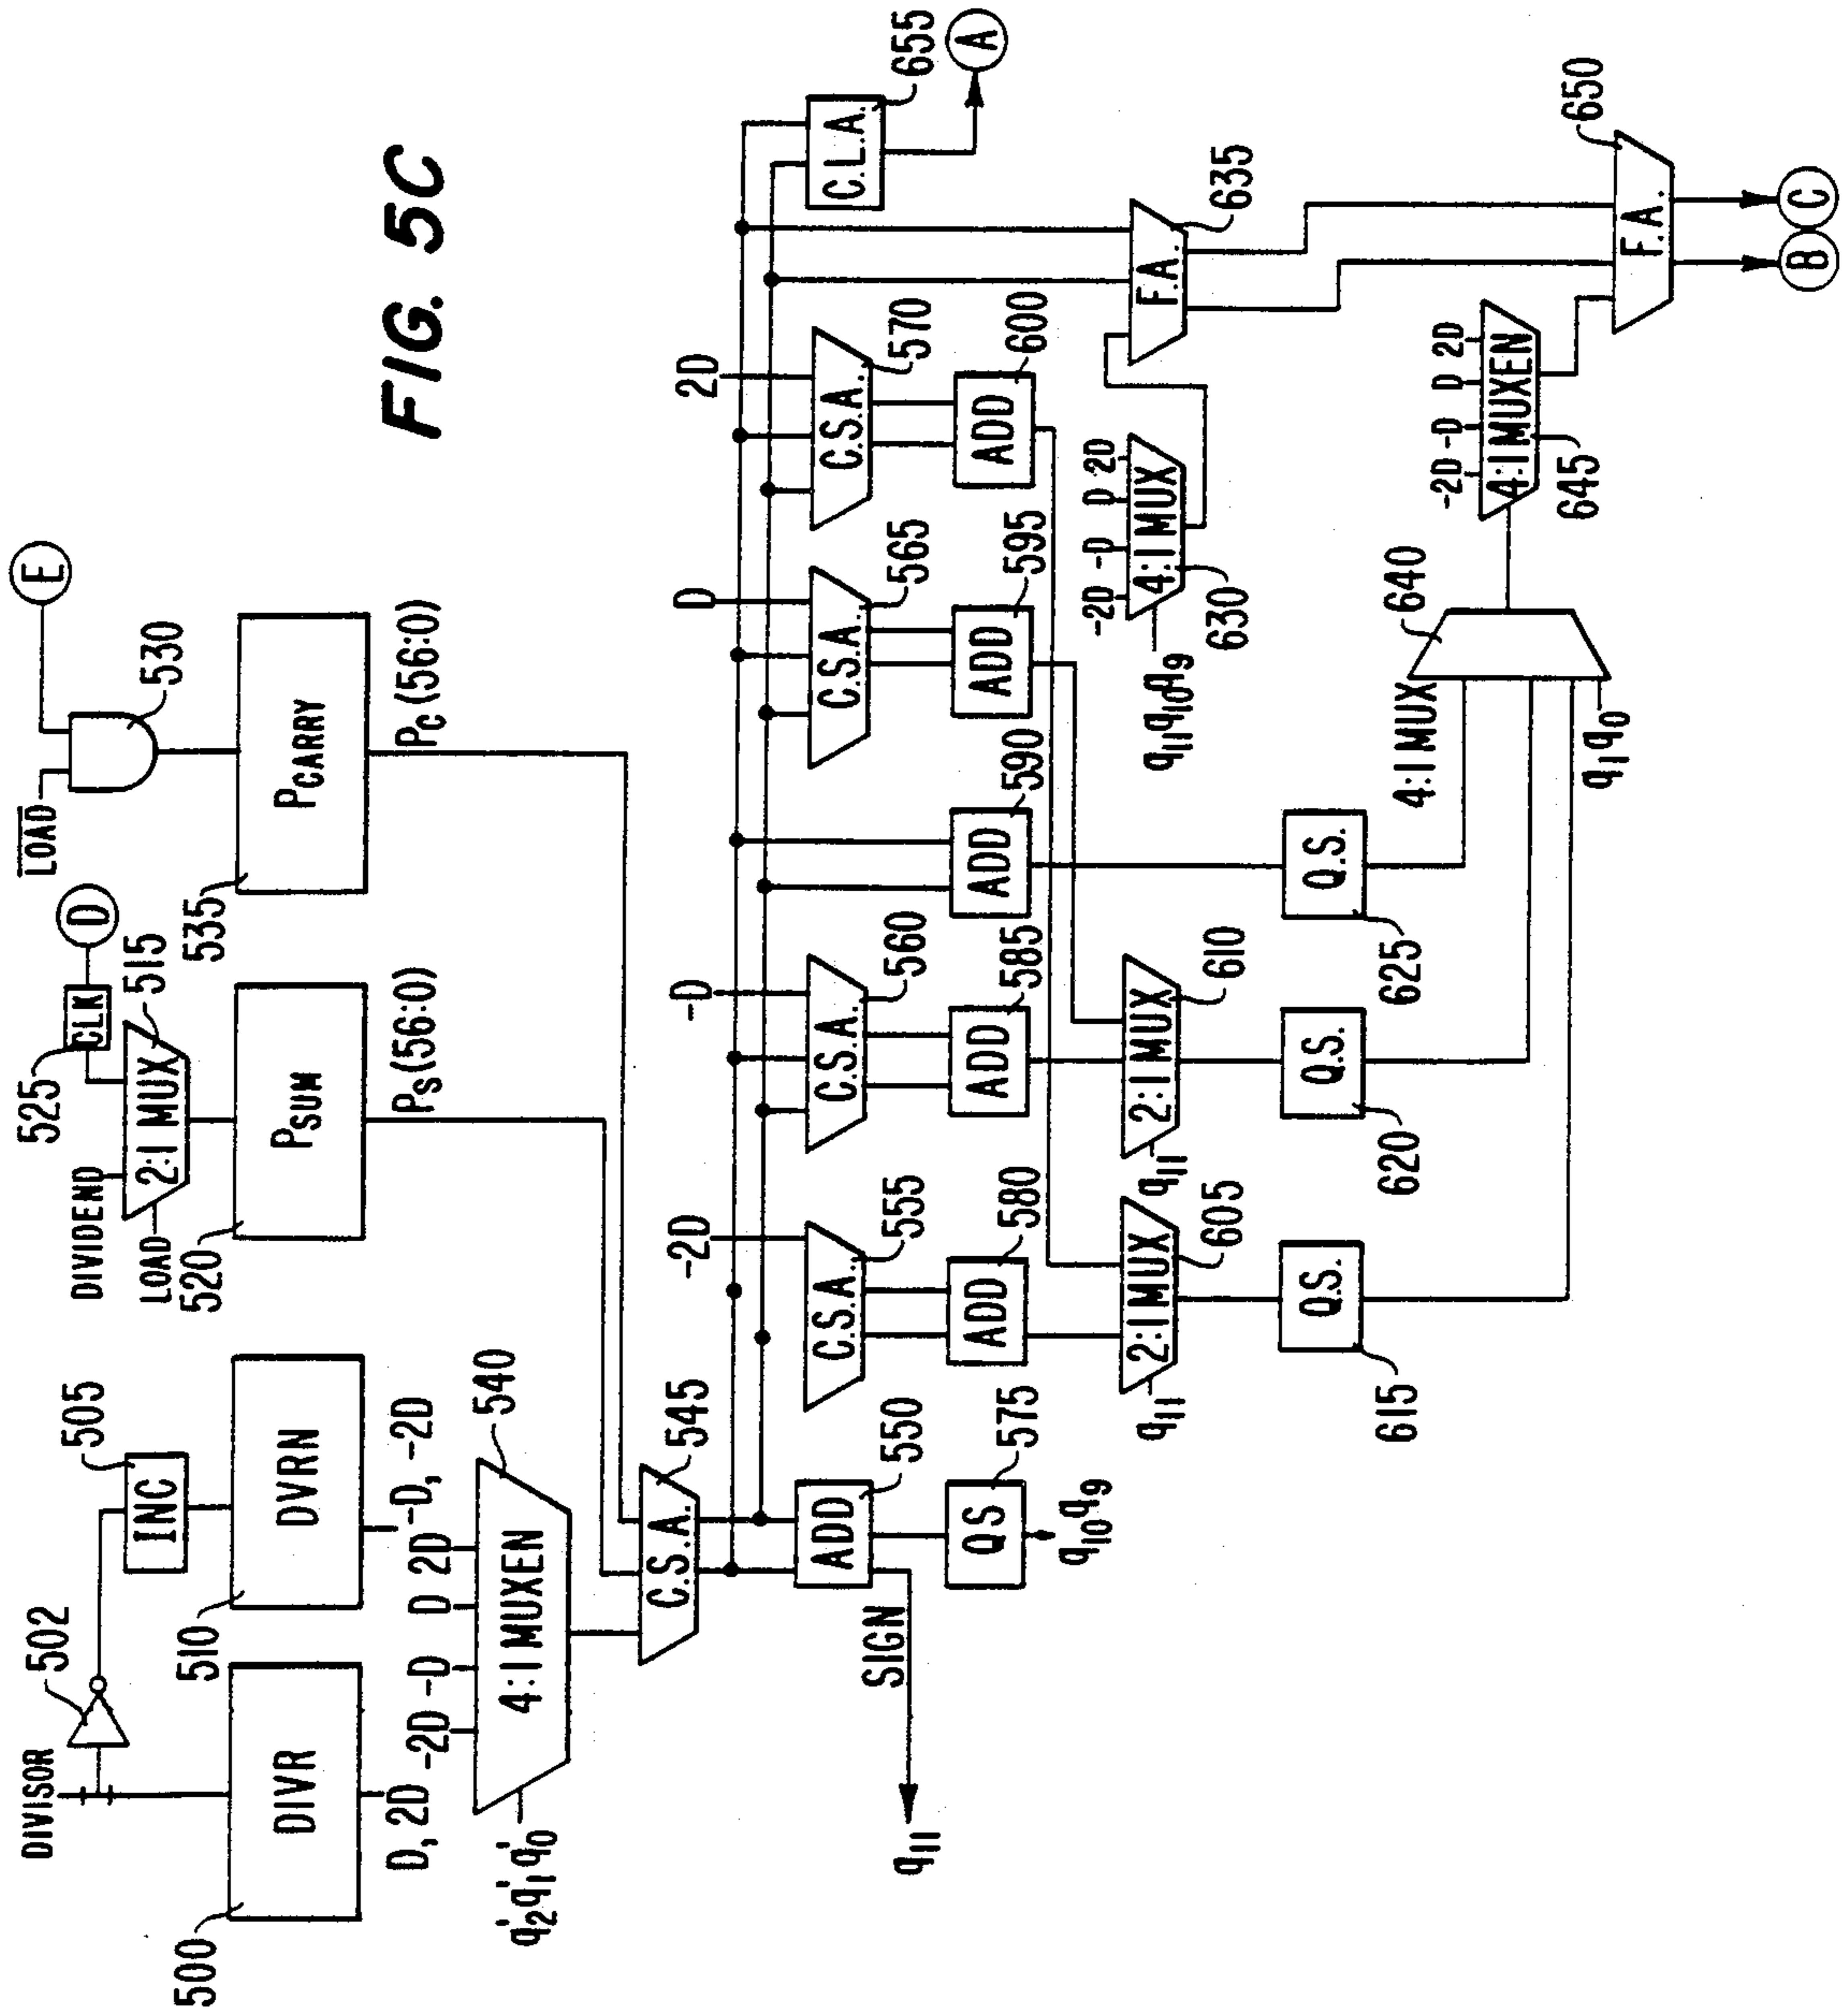 FIG. 5C
DIVISOR
502
505
INC
500
DIVR
510
DVRN
D, 2D
-D, -2D
DIVIDEND
LOAD
525
CLK
D
2:1 MUX
515
520
PSUM
PS (56:0)
LOAD
E
530
535
PCARRY
PC (56:0)
-2D
-D
D
2D
4:1 MUXEN
540
q'2q'1q'0
C.S.A.
545
ADD
550
SIGN
q11
QS
575
q10q9
-2D
C.S.A.
555
-D
C.S.A.
560
D
C.S.A.
565
2D
C.S.A.
570
C.L.A.
655
A
ADD
580
ADD
585
ADD
590
ADD
595
ADD
600
q11
2:1 MUX
605
q11
2:1 MUX
610
-2D
-D
D
2D
4:1 MUX
630
q11q10q9
F.A.
635
Q.S.
615
Q.S.
620
Q.S.
625
4:1 MUX
640
q1q0
-2D
-D
D
2D
4:1 MUXEN
645
F.A.
650
B
C